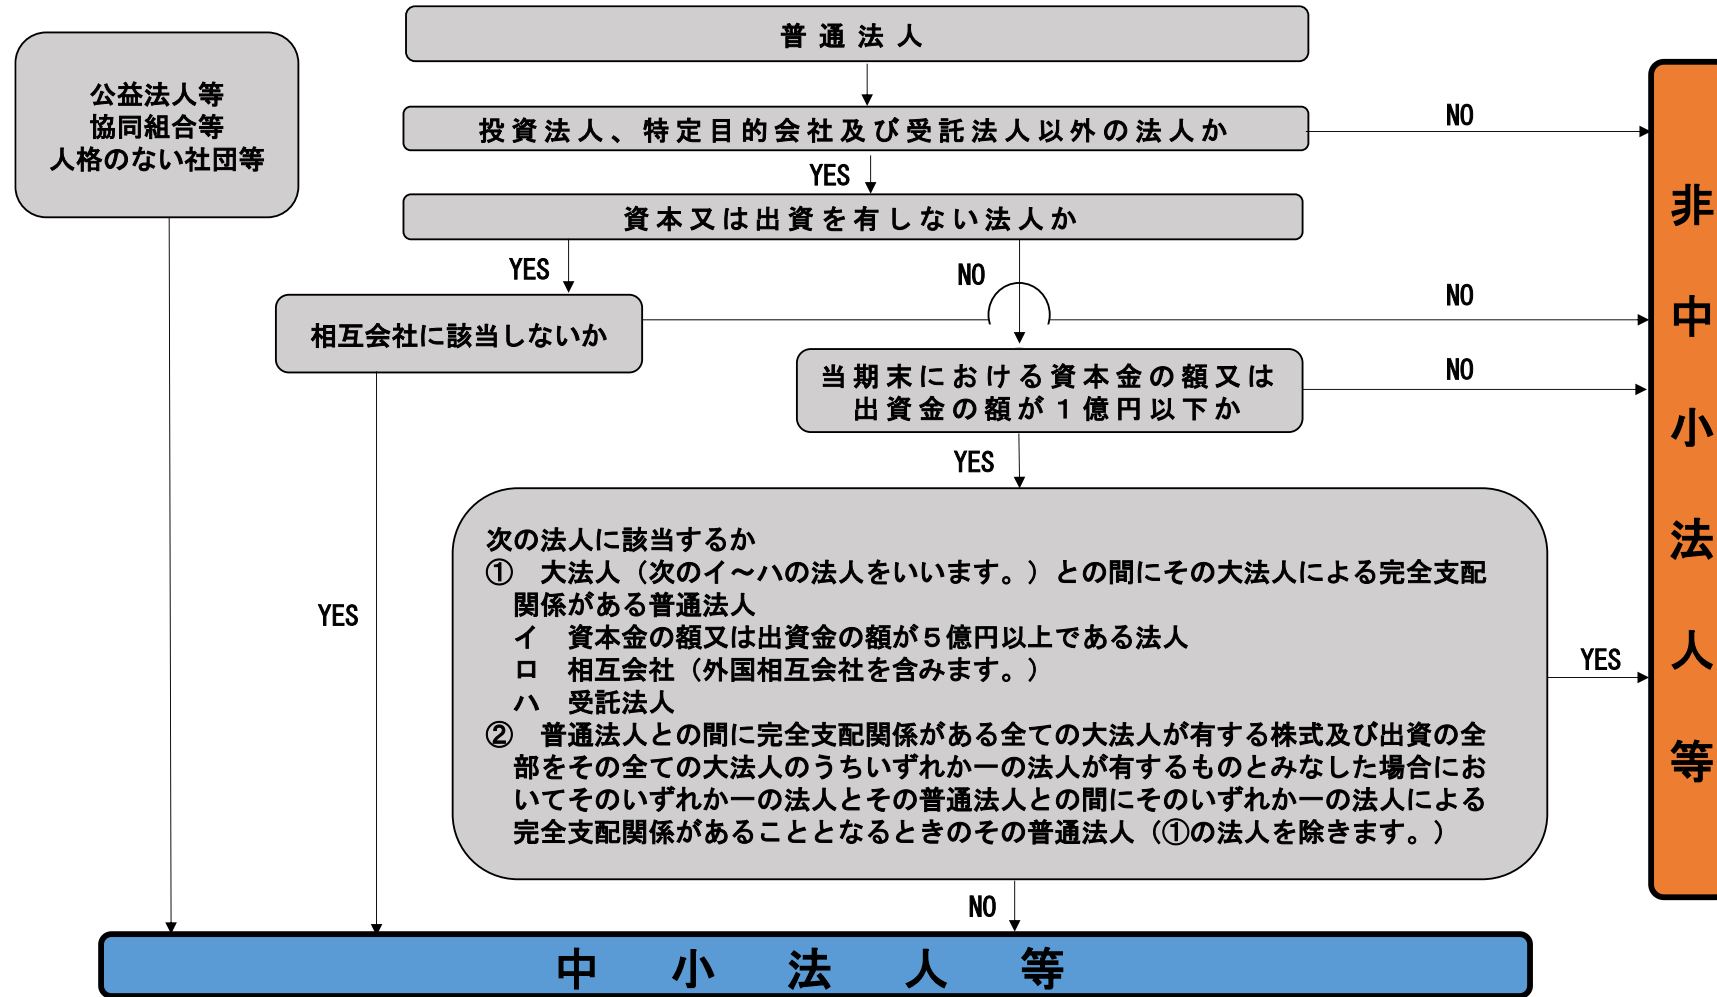 普通法人
公益法人等
協同組合等
人格のない社団等
投資法人、特定目的会社及び受託法人以外の法人か
NO
YES
資本又は出資を有しない法人か
YES
NO
NO
相互会社に該当しないか
当期末における資本金の額又は
出資金の額が１億円以下か
NO
YES
次の法人に該当するか
①　大法人（次のイ～ハの法人をいいます。）との間にその大法人による完全支配
関係がある普通法人
イ　資本金の額又は出資金の額が５億円以上である法人
ロ　相互会社（外国相互会社を含みます。）
ハ　受託法人
②　普通法人との間に完全支配関係がある全ての大法人が有する株式及び出資の全
部をその全ての大法人のうちいずれか一の法人が有するものとみなした場合にお
いてそのいずれか一の法人とその普通法人との間にそのいずれか一の法人による
完全支配関係があることとなるときのその普通法人（①の法人を除きます。）
YES
YES
NO
非中小法人等
中小法人等